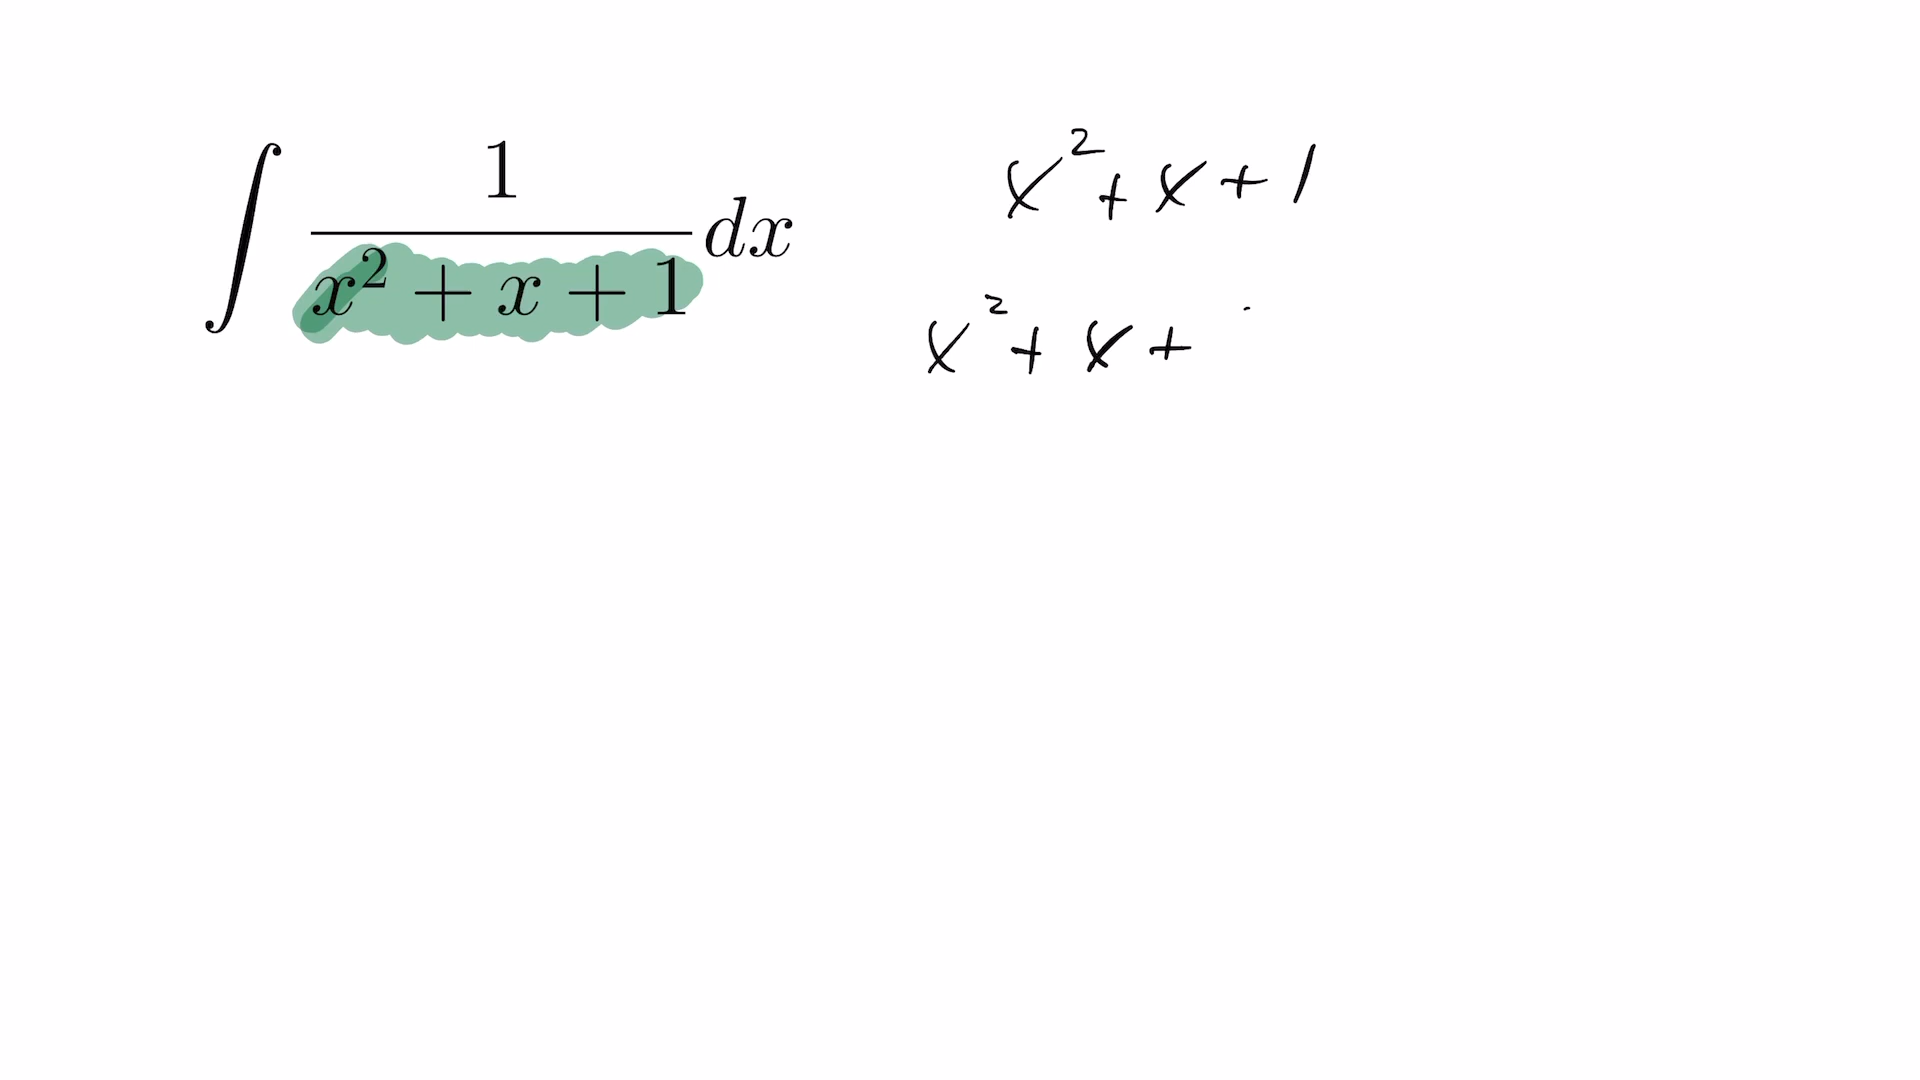 ∫ 1/(x² + x + 1) dx
x² + x + 1
x² + x +